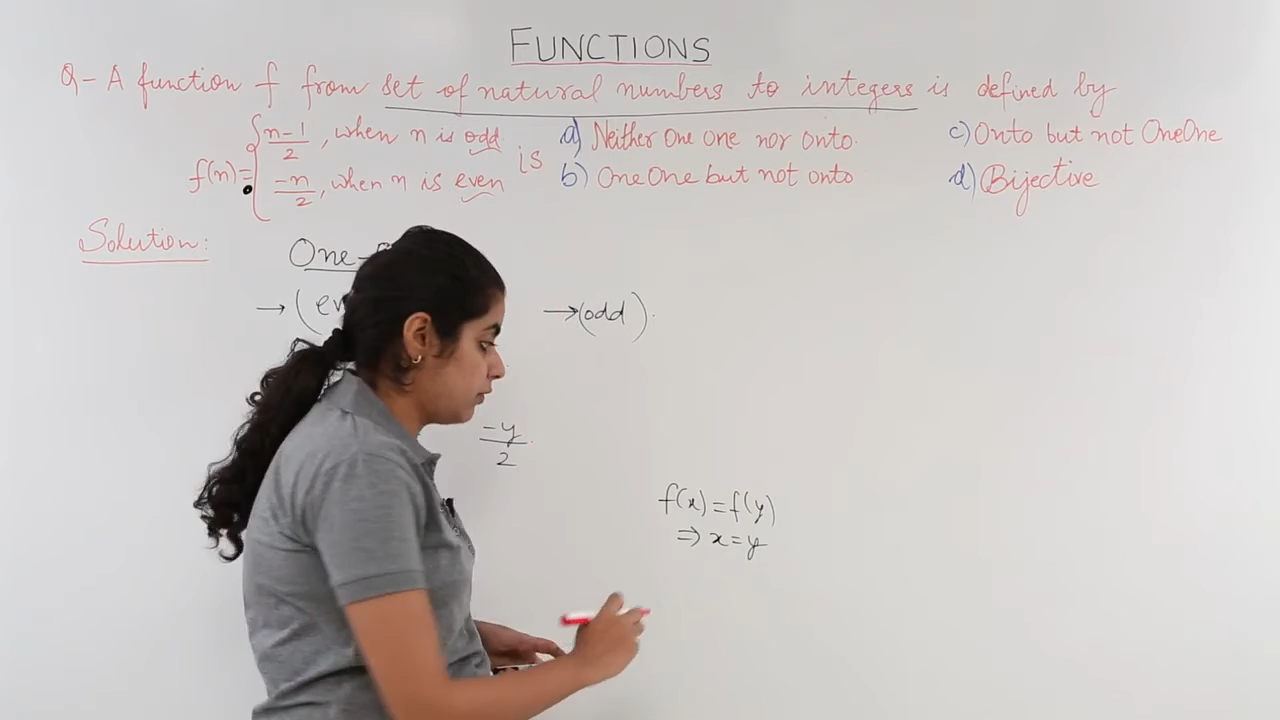 FUNCTIONS
Q- A function f from set of natural numbers to integers is defined by
f(n)= { n-1/2, when n is odd
-n/2, when n is even
is
a) Neither One one nor onto.
b) OneOne but not onto
c) Onto but not OneOne
d) Bijective
Solution:
One-
→(
→(odd).
-y/2
f(x)=f(y)
⇒ x=y